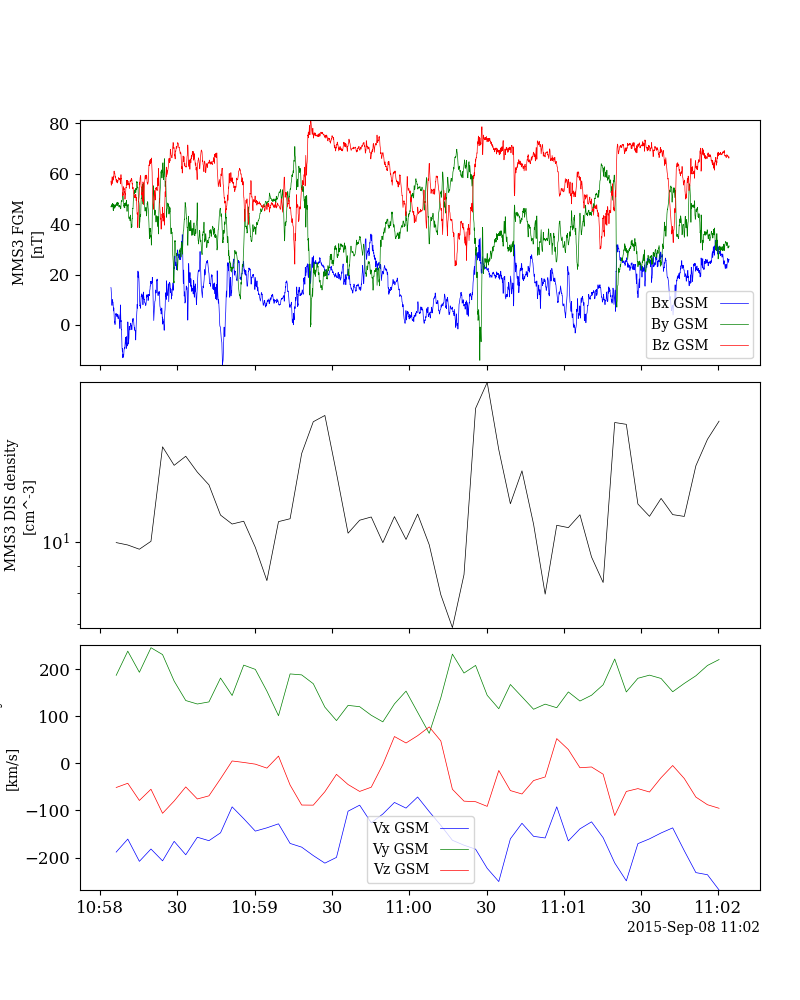 80
60
40
20
0
MMS3 FGM
[nT]
Bx GSM
By GSM
Bz GSM
10^1
MMS3 DIS density
[cm^-3]
200
100
0
−100
−200
[km/s]
Vx GSM
Vy GSM
Vz GSM
10:58 30 10:59 30 11:00 30 11:01 30 11:02
2015-Sep-08 11:02